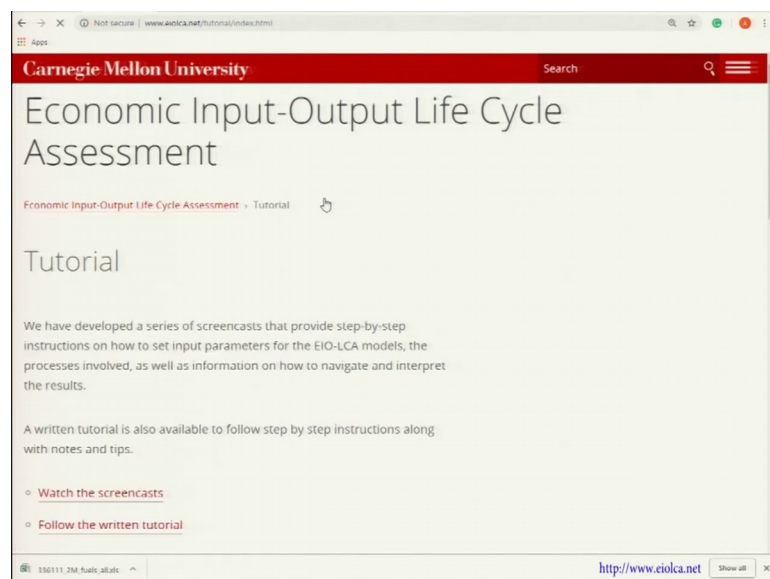 Not secure | www.eiolca.net/tutorial/index.html
Apps
Carnegie Mellon University
Search
Economic Input-Output Life Cycle
Assessment
Economic Input-Output Life Cycle Assessment › Tutorial
Tutorial
We have developed a series of screencasts that provide step-by-step
instructions on how to set input parameters for the EIO-LCA models, the
processes involved, as well as information on how to navigate and interpret
the results.
A written tutorial is also available to follow step by step instructions along
with notes and tips.
Watch the screencasts
Follow the written tutorial
336111_2M_fuels_all.xls
http://www.eiolca.net
Show all